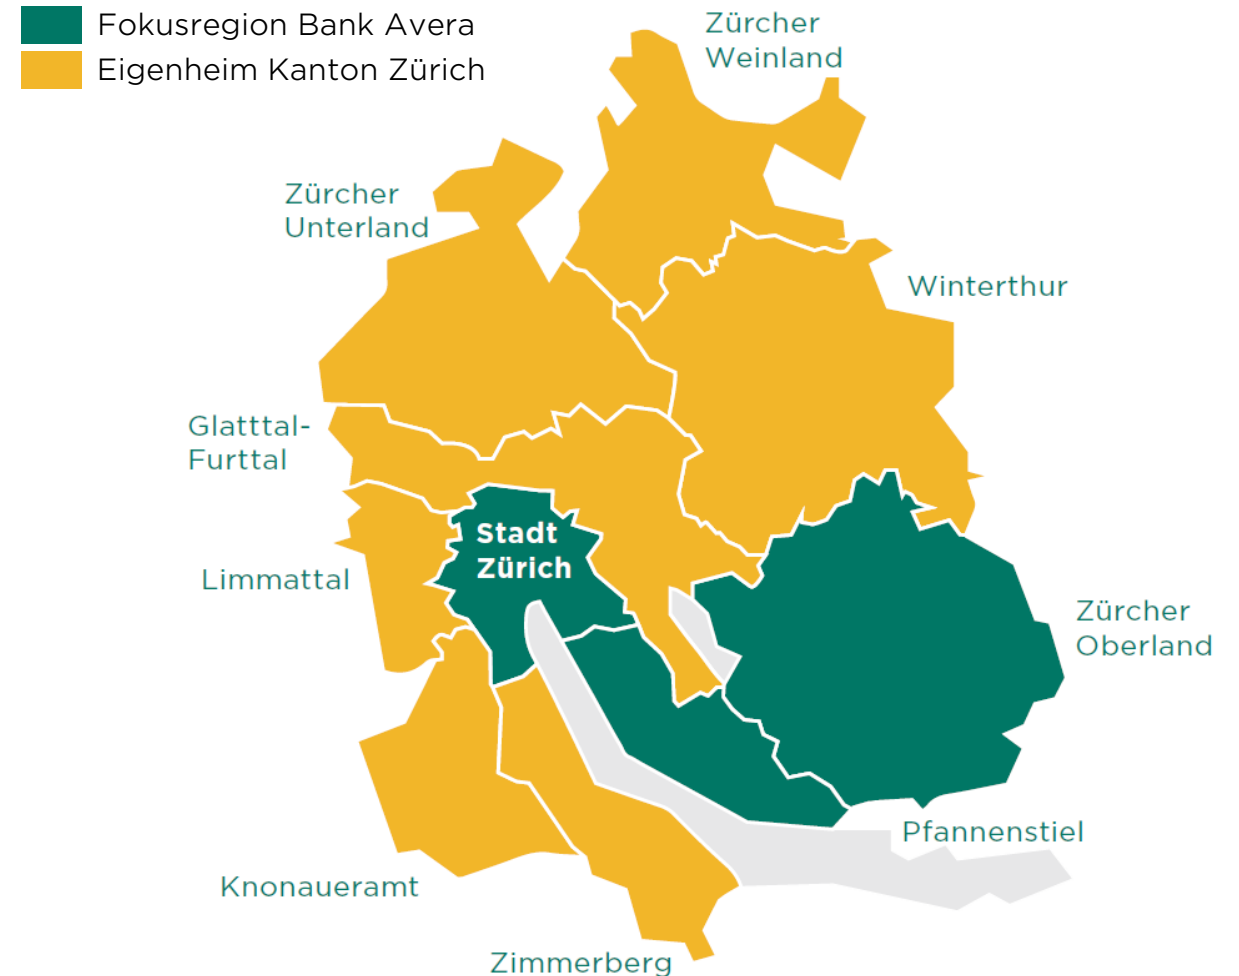 Fokusregion Bank Avera
Eigenheim Kanton Zürich
Zürcher
Weinland
Zürcher
Unterland
Winterthur
Glatttal-
Furttal
Stadt
Zürich
Limmattal
Zürcher
Oberland
Pfannenstiel
Knonaueramt
Zimmerberg